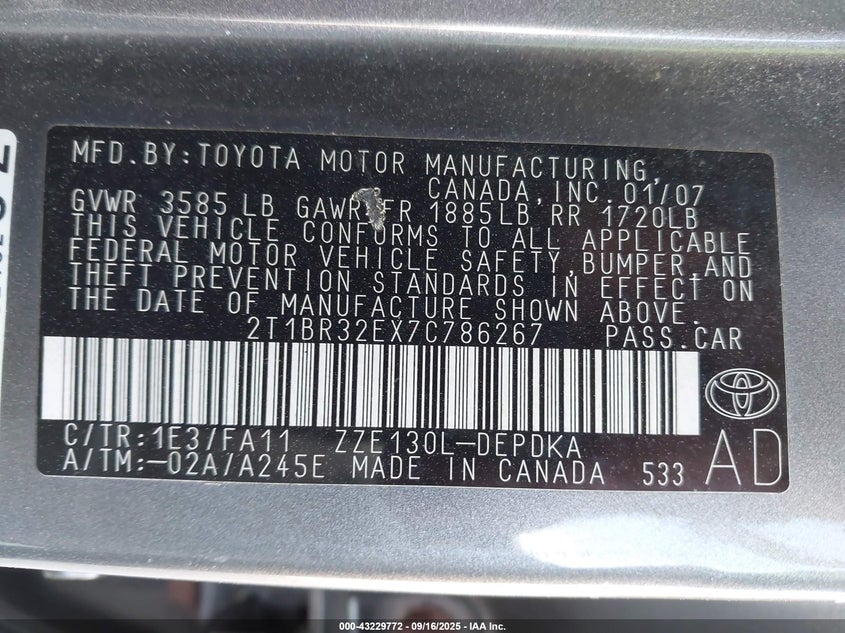 MFD.BY:TOYOTA MOTOR MANUFACTURING,
CANADA,INC. 01/07
GVWR 3585 LB GAWR FR 1885LB RR 1720LB
THIS VEHICLE CONFORMS TO ALL APPLICABLE
FEDERAL MOTOR VEHICLE SAFETY,BUMPER,AND
THEFT PREVENTION STANDARDS IN EFFECT ON
THE DATE OF MANUFACTURE SHOWN ABOVE.
2T1BR32EX7C786267 PASS.CAR
C/TR:1E3/FA11 ZZE130L-DEPDKA
A/TM:-02A/A245E MADE IN CANADA 533
AD
000-43229772 - 09/16/2025 - IAA Inc.